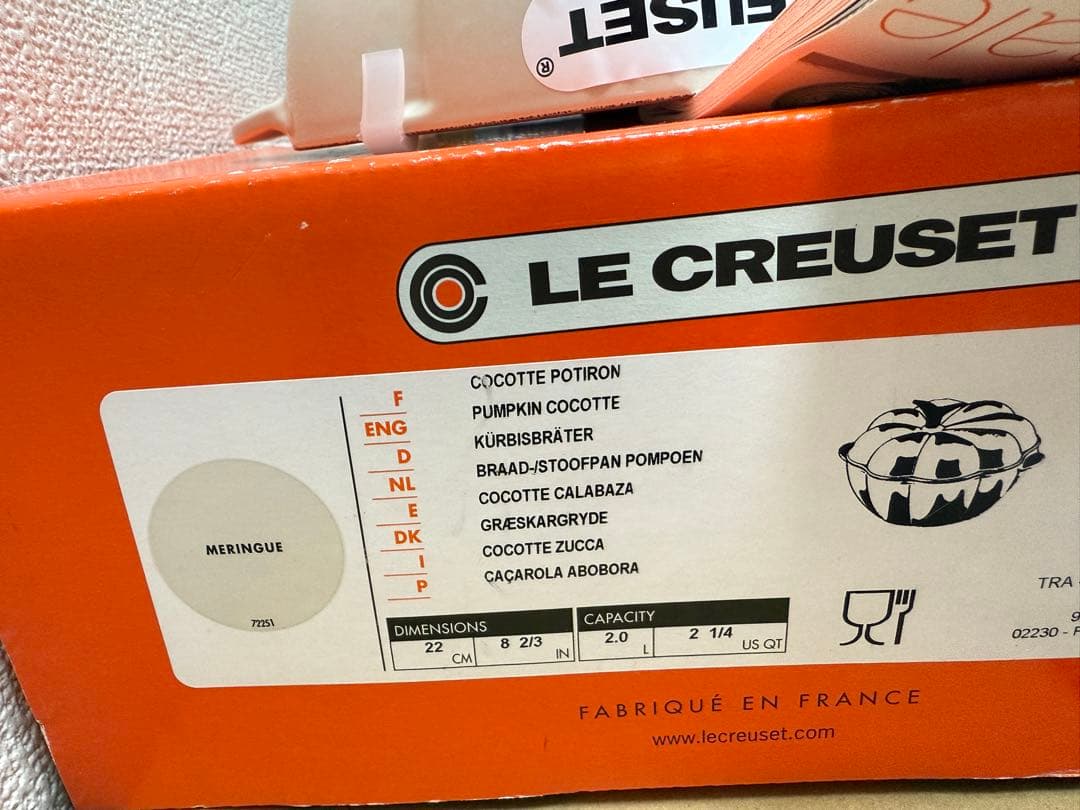 ®
LE CREUSET
F COCOTTE POTIRON
ENG PUMPKIN COCOTTE
D KÜRBISBRÄTER
NL BRAAD-/STOOFPAN POMPOEN
E COCOTTE CALABAZA
DK GRÆSKARGRYDE
I COCOTTE ZUCCA
P CAÇAROLA ABOBORA
MERINGUE
72251
DIMENSIONS CAPACITY
22 CM 8 2/3 IN 2.0 L 2 1/4 US QT
TRA
02230 -
FABRIQUÉ EN FRANCE
www.lecreuset.com